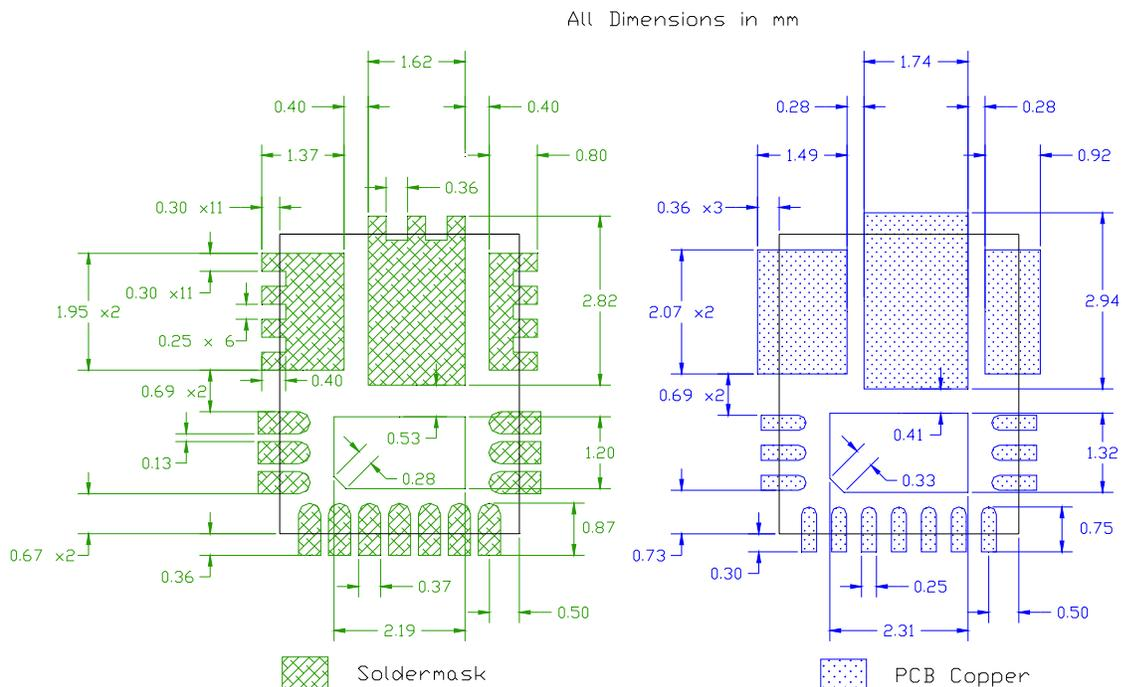 All Dimensions in mm
1.62
1.74
0.40
0.40
0.28
0.28
1.37
0.80
1.49
0.92
0.36
0.30 x11
0.36 x3
0.30 x11
1.95 x2
2.82
2.07 x2
2.94
0.25 x 6
0.69 x2
0.40
0.69 x2
0.53
0.41
0.13
1.20
1.32
0.28
0.33
0.87
0.75
0.67 x2
0.73
0.36
0.30
0.37
0.25
0.50
0.50
2.19
2.31
Soldermask
PCB Copper